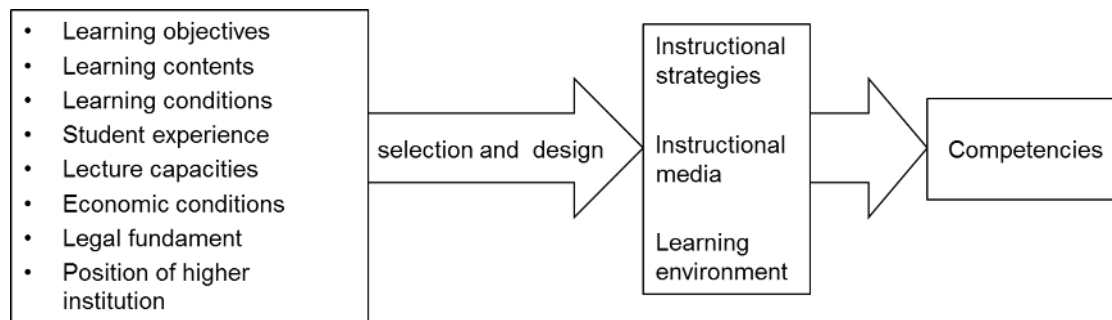 • Learning objectives
• Learning contents
• Learning conditions
• Student experience
• Lecture capacities
• Economic conditions
• Legal fundament
• Position of higher
institution
selection and design
Instructional
strategies
Instructional
media
Learning
environment
Competencies